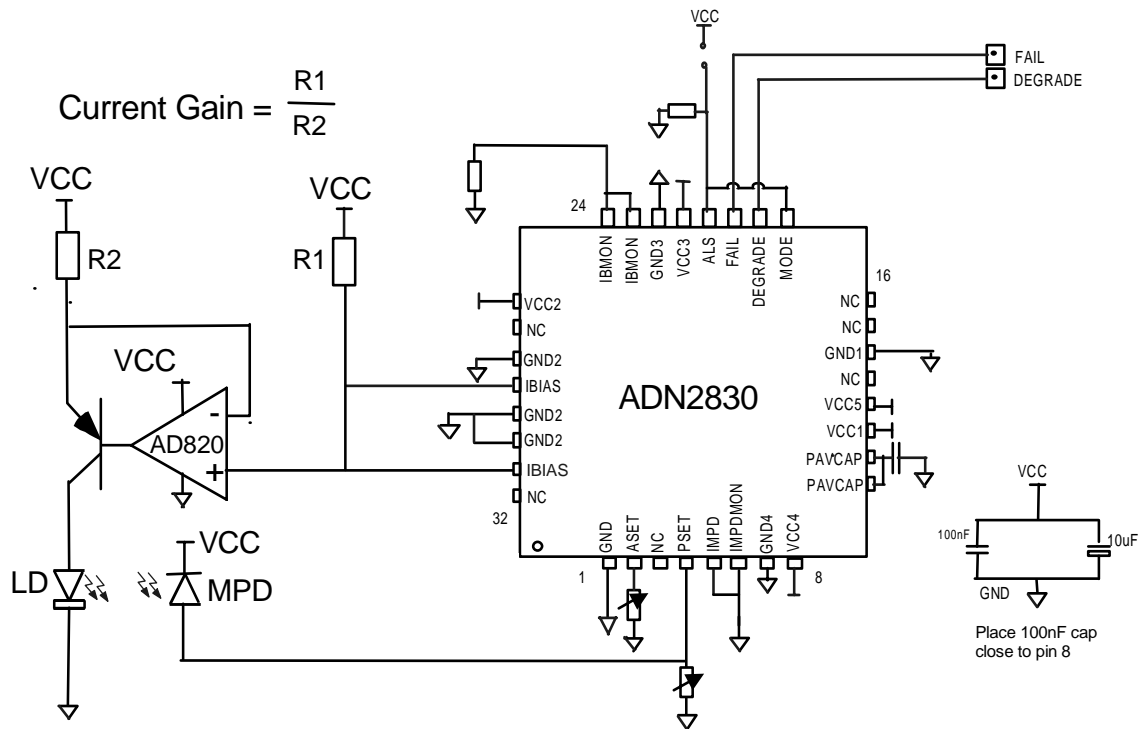 VCC
FAIL
DEGRADE
Current Gain = R1
R2
VCC
R2
VCC
R1
24
IBMON
IBMON
GND3
VCC3
ALS
FAIL
DEGRADE
MODE
16
VCC2
NC
GND2
IBIAS
GND2
GND2
IBIAS
NC
32
ADN2830
NC
NC
GND1
NC
VCC5
VCC1
PAVCAP
PAVCAP
VCC
-
AD820
+
1
GND
ASET
NC
PSET
IMPD
IMPDMON
GND4
VCC4
8
LD
VCC
MPD
VCC
100nF
10uF
GND
Place 100nF cap
close to pin 8